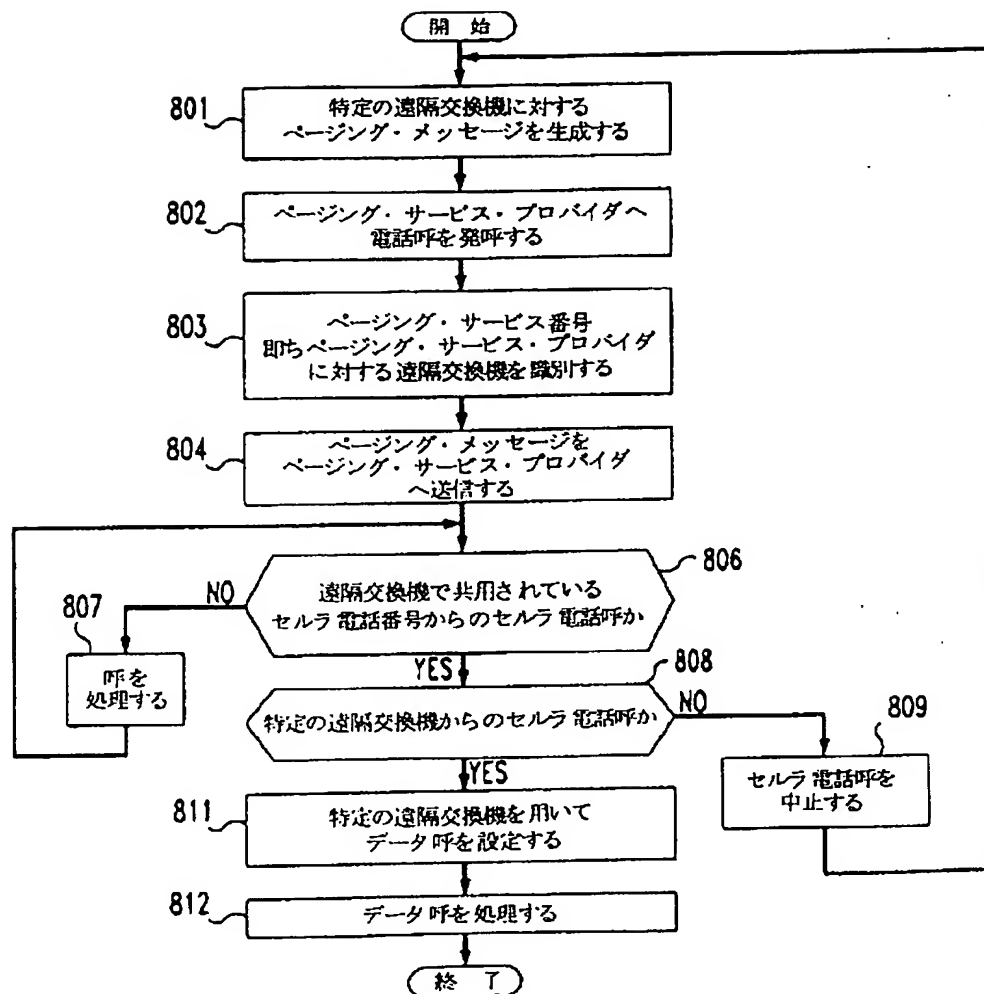 開 始
801
特定の遠隔交換機に対する
ページング・メッセージを生成する
802
ページング・サービス・プロバイダへ
電話呼を発呼する
803
ページング・サービス番号
即ちページング・サービス・プロバイダ
に対する遠隔交換機を識別する
804
ページング・メッセージを
ページング・サービス・プロバイダ
へ送信する
806
遠隔交換機で共用されている
セルラ電話番号からのセルラ電話呼か
NO
807
呼を
処理する
YES
808
特定の遠隔交換機からのセルラ電話呼か
NO
809
セルラ電話呼を
中止する
YES
811
特定の遠隔交換機を用いて
データ呼を設定する
812
データ呼を処理する
終 了